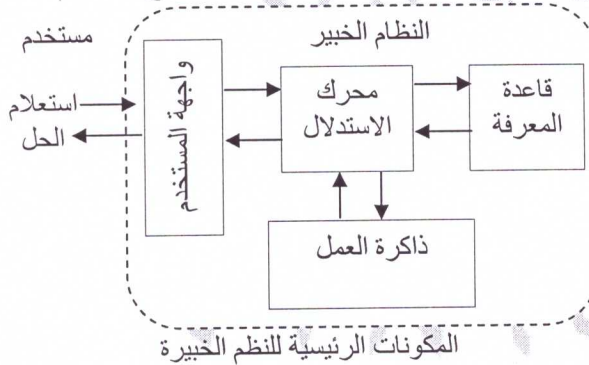 النظام الخبير
مستخدم
استعلام
الحل
واجهة المستخدم
محرك
الاستدلال
قاعدة
المعرفة
ذاكرة العمل
المكونات الرئيسية للنظم الخبيرة